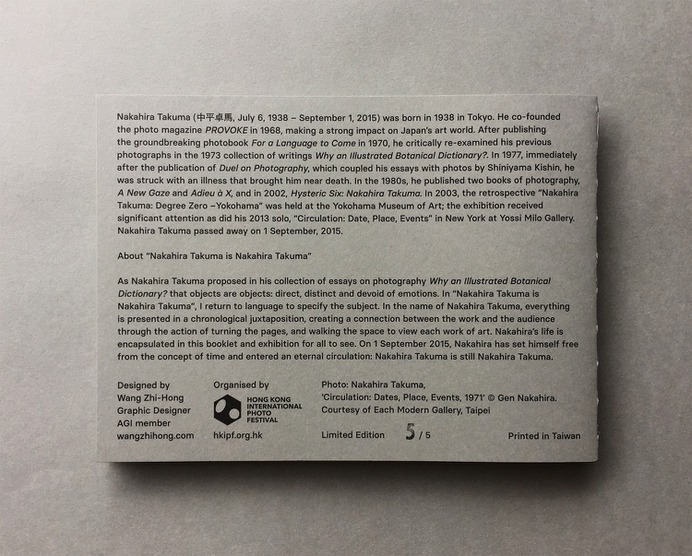 Nakahira Takuma (中平卓馬, July 6, 1938 – September 1, 2015) was born in 1938 in Tokyo. He co-founded
the photo magazine PROVOKE in 1968, making a strong impact on Japan's art world. After publishing
the groundbreaking photobook For a Language to Come in 1970, he critically re-examined his previous
photographs in the 1973 collection of writings Why an Illustrated Botanical Dictionary?. In 1977, immediately
after the publication of Duel on Photography, which coupled his essays with photos by Shiniyama Kishin, he
was struck with an illness that brought him near death. In the 1980s, he published two books of photography,
A New Gaze and Adieu à X, and in 2002, Hysteric Six: Nakahira Takuma. In 2003, the retrospective "Nakahira
Takuma: Degree Zero –Yokohama" was held at the Yokohama Museum of Art; the exhibition received
significant attention as did his 2013 solo, "Circulation: Date, Place, Events" in New York at Yossi Milo Gallery.
Nakahira Takuma passed away on 1 September, 2015.
About "Nakahira Takuma is Nakahira Takuma"
As Nakahira Takuma proposed in his collection of essays on photography Why an Illustrated Botanical
Dictionary? that objects are objects: direct, distinct and devoid of emotions. In "Nakahira Takuma is
Nakahira Takuma", I return to language to specify the subject. In the name of Nakahira Takuma, everything
is presented in a chronological juxtaposition, creating a connection between the work and the audience
through the action of turning the pages, and walking the space to view each work of art. Nakahira's life is
encapsulated in this booklet and exhibition for all to see. On 1 September 2015, Nakahira has set himself free
from the concept of time and entered an eternal circulation: Nakahira Takuma is still Nakahira Takuma.
Designed by
Wang Zhi-Hong
Graphic Designer
AGI member
wangzhihong.com
Organised by
HONG KONG
INTERNATIONAL
PHOTO
FESTIVAL
hkipf.org.hk
Photo: Nakahira Takuma,
'Circulation: Dates, Place, Events, 1971' © Gen Nakahira.
Courtesy of Each Modern Gallery, Taipei
Limited Edition 5 / 5
Printed in Taiwan